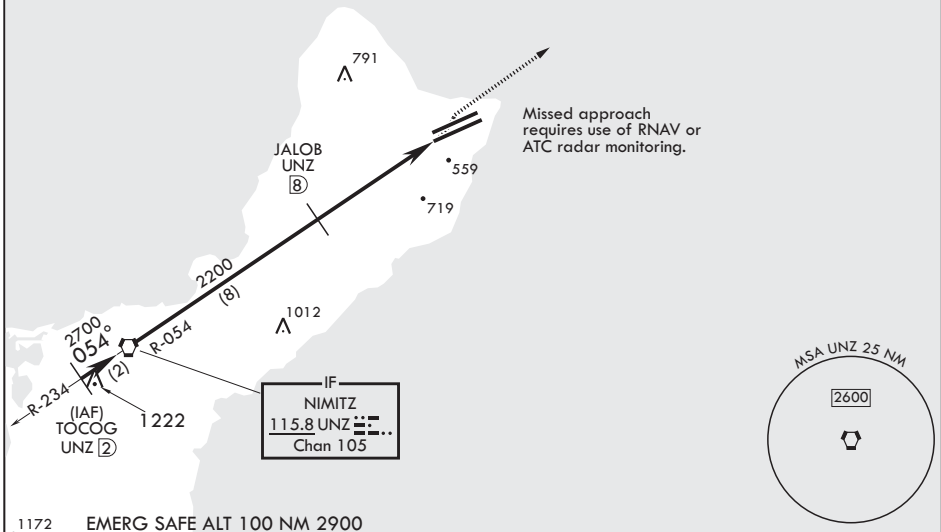 791
Missed approach
requires use of RNAV or
ATC radar monitoring.
JALOB
UNZ
8
559
719
2200
(8)
1012
2700
054°
(2)
R-054
R-234
(IAF)
TOCOG
UNZ 2
1222
IF
NIMITZ
115.8 UNZ
Chan 105
MSA UNZ 25 NM
2600
1172 EMERG SAFE ALT 100 NM 2900